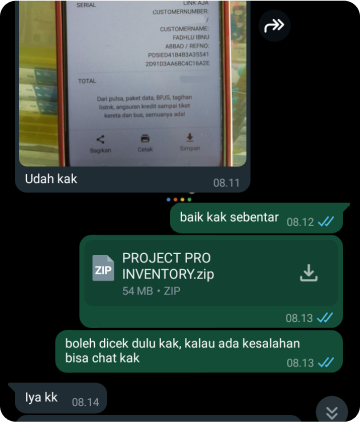 SERIAL
LINK AJA
CUSTOMERNUMBER
CUSTOMERNAME:
FADHLU IBNU
ABBAD / REFNO:
TOTAL
Dari pulsa, paket data, BPJS, tagihan
listrik, angsuran kredit sampai tiket
kereta dan bus, semuanya ada!
Bagikan
Cetak
Simpan
Udah kak
08.11
baik kak sebentar 08.12
ZIP
PROJECT PRO
INVENTORY.zip
54 MB • ZIP
08.13
boleh dicek dulu kak, kalau ada kesalahan
bisa chat kak
08.13
Iya kk 08.14